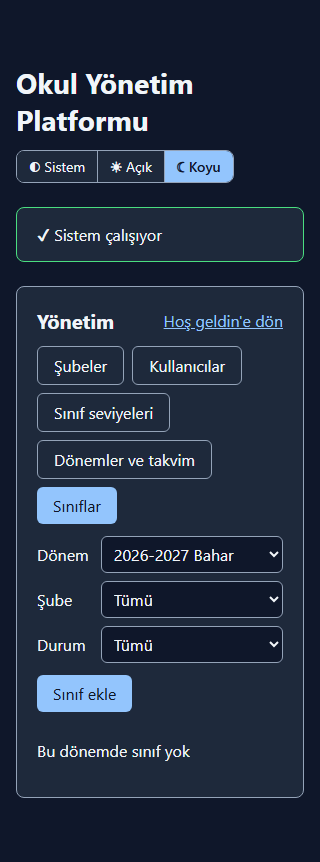 Okul Yönetim
Platformu
◐ Sistem ☀ Açık ☾ Koyu
✓ Sistem çalışıyor
Yönetim Hoş geldin'e dön
Şubeler Kullanıcılar
Sınıf seviyeleri
Dönemler ve takvim
Sınıflar
Dönem 2026-2027 Bahar
Şube Tümü
Durum Tümü
Sınıf ekle
Bu dönemde sınıf yok